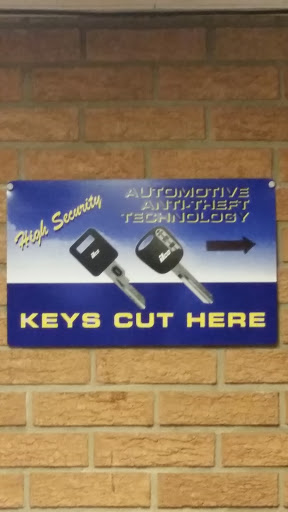 High Security
AUTOMOTIVE
ANTI-THEFT
TECHNOLOGY
KEYS CUT HERE